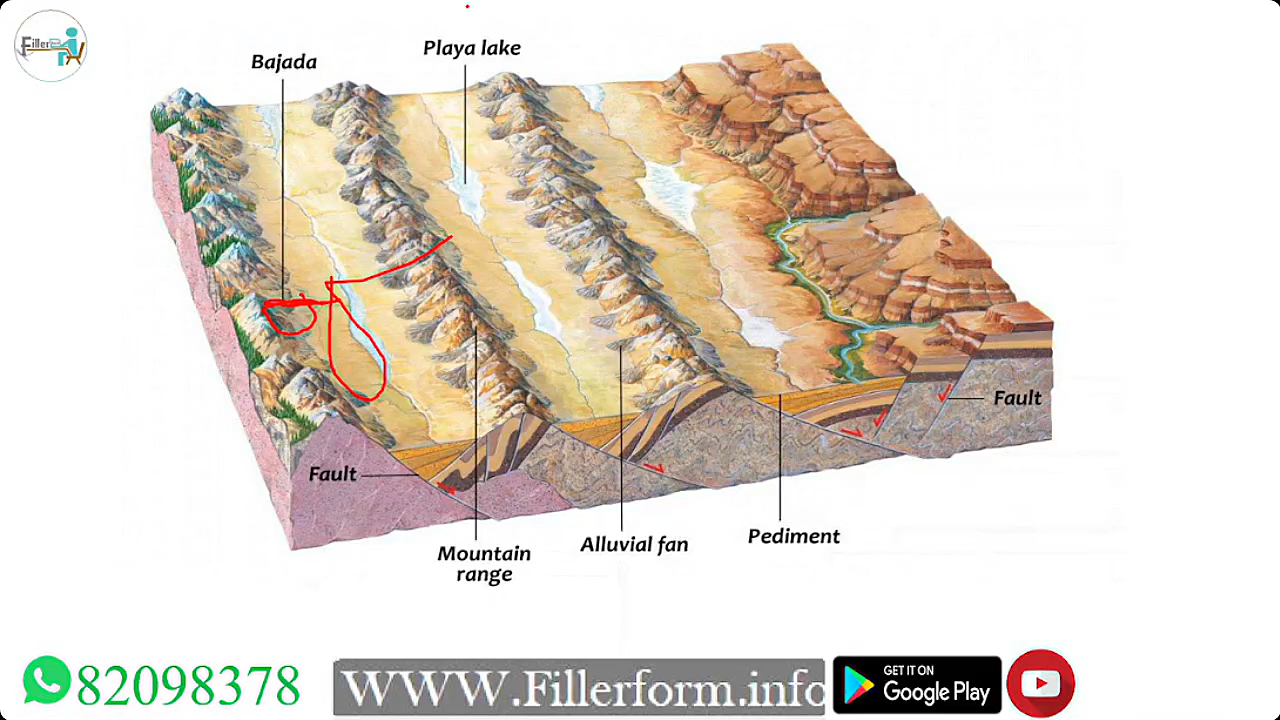 Filler
Bajada
Playa lake
Fault
Fault
Mountain
range
Alluvial fan
Pediment
82098378
WWW.Fillerform.info
GET IT ON
Google Play